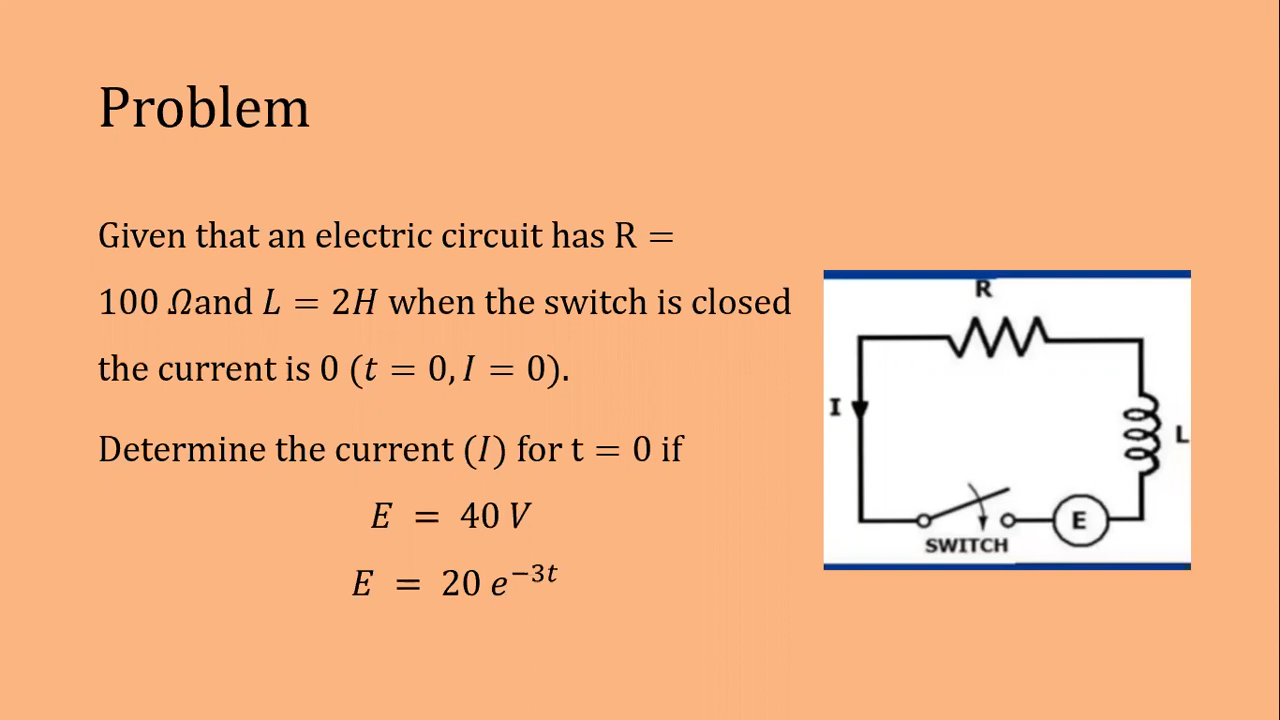 Problem
Given that an electric circuit has R =
100 Ωand L = 2H when the switch is closed
the current is 0 (t = 0, I = 0).
Determine the current (I) for t = 0 if
E = 40 V
E = 20 e^{-3t}
R
I
L
E
SWITCH